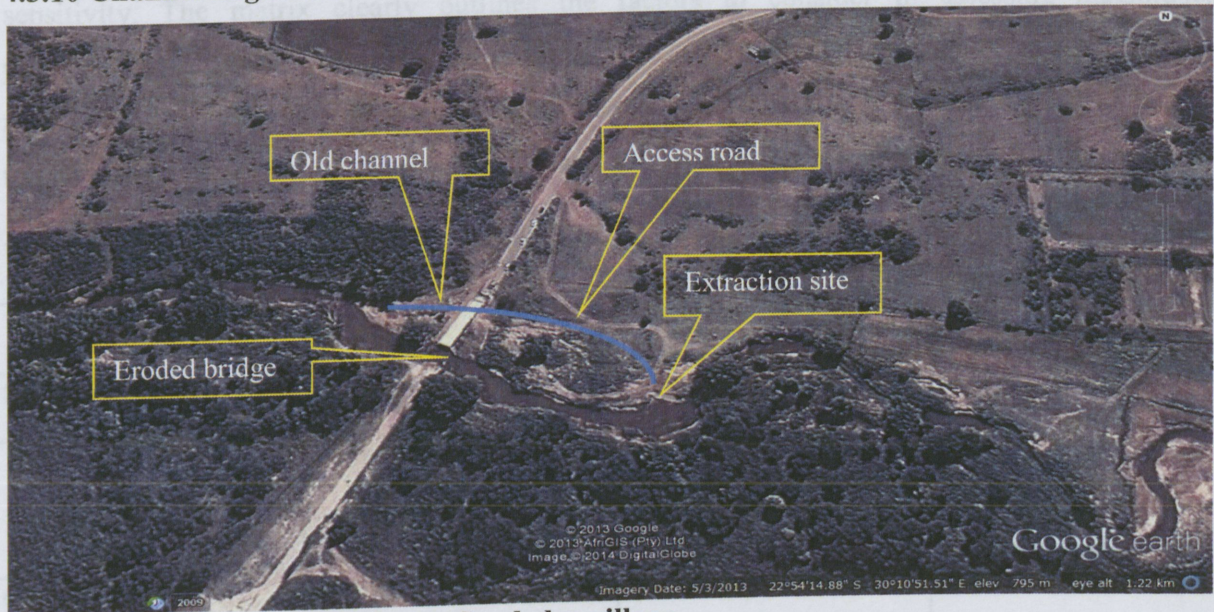 N
Old channel
Access road
Extraction site
Eroded bridge
© 2013 Google
© 2013 AfriGIS (Pty) Ltd
Image © 2014 DigitalGlobe
Google earth
2009
Imagery Date: 5/3/2013 22°54'14.88" S 30°10'51.51" E elev 795 m eye alt 1.22 km